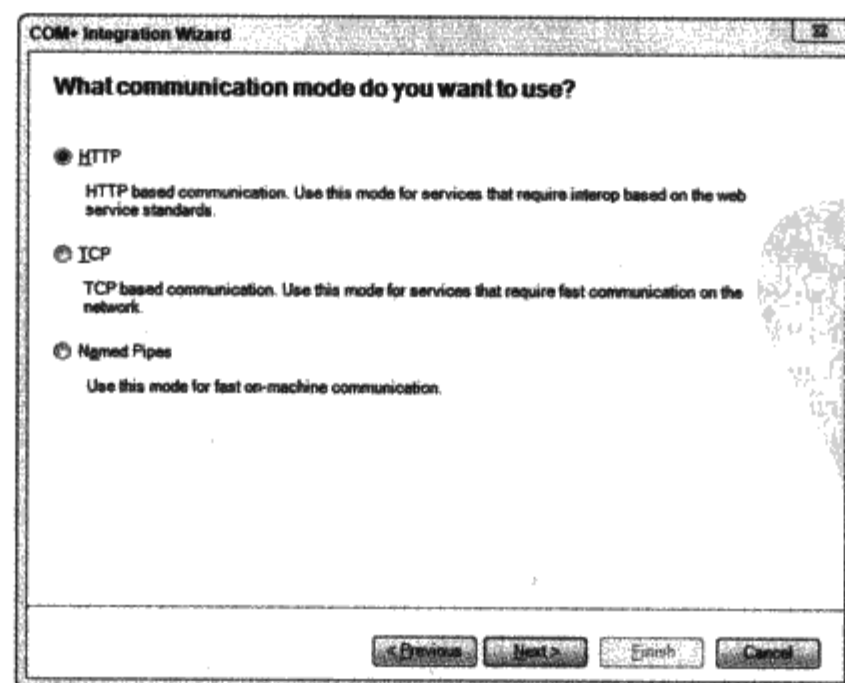 COM+ Integration Wizard
What communication mode do you want to use?
HTTP
HTTP based communication. Use this mode for services that require interop based on the web
service standards.
TCP
TCP based communication. Use this mode for services that require fast communication on the
network.
Named Pipes
Use this mode for fast on-machine communication.
< Previous
Next >
Finish
Cancel